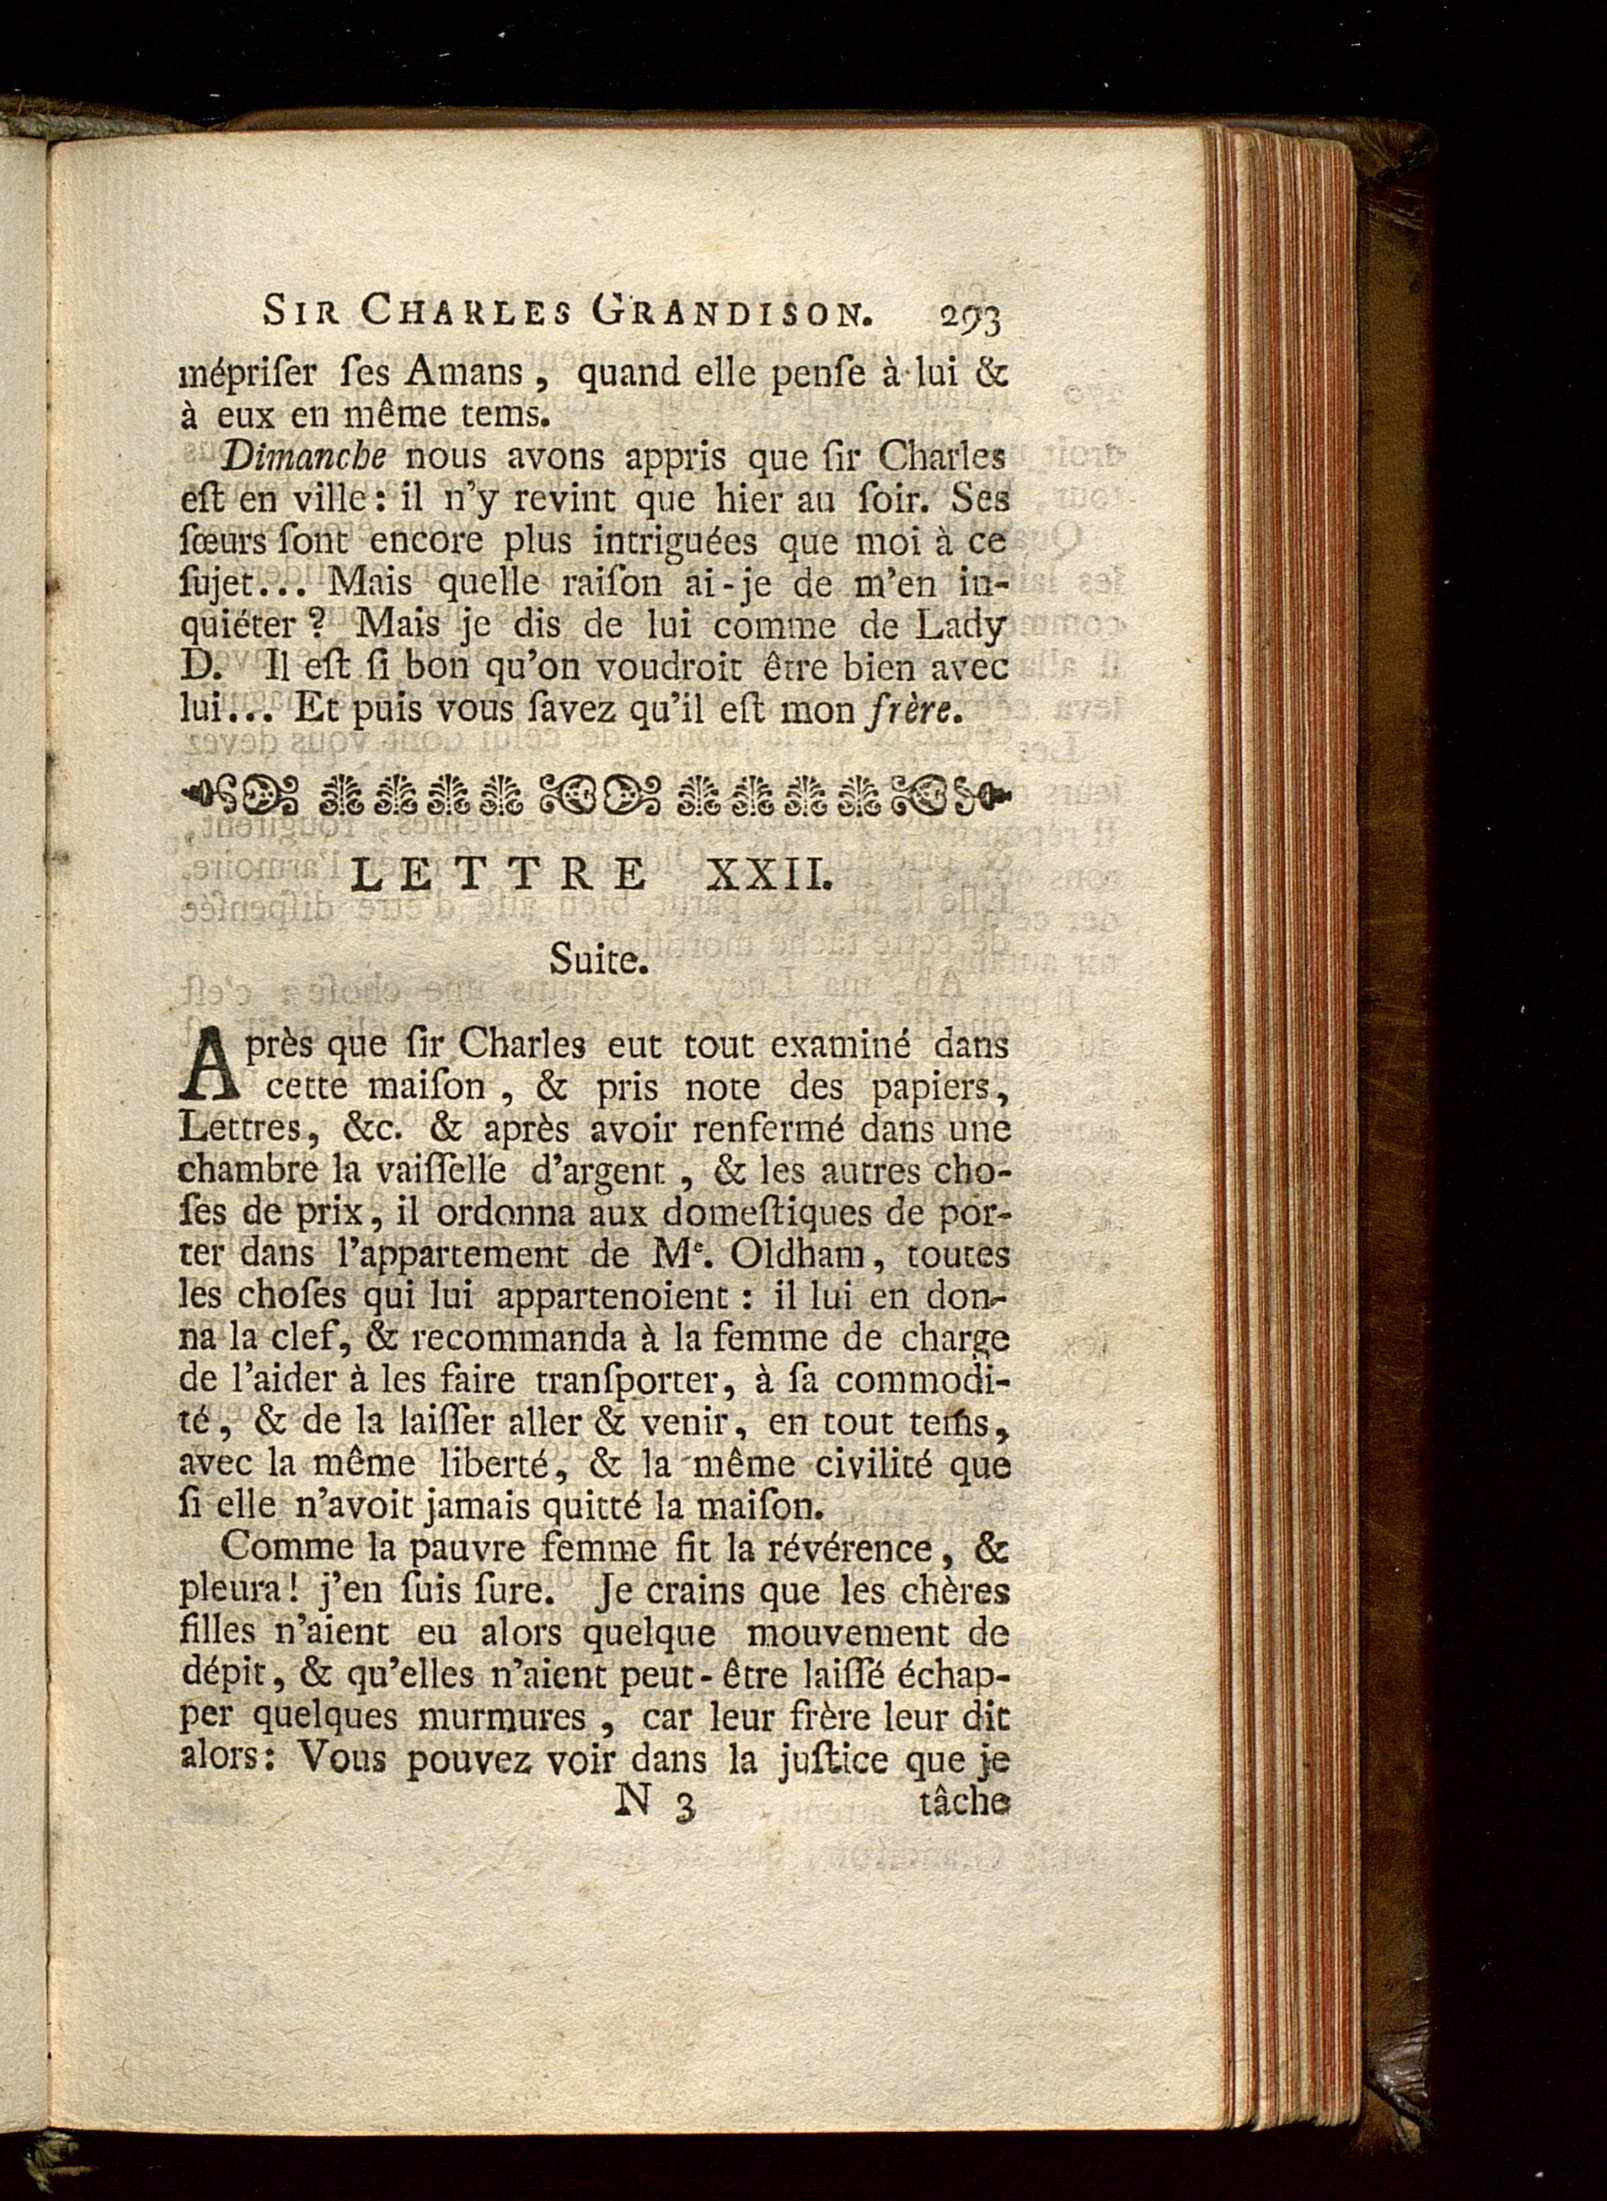 SIR CHARLES GRANDISON. 293
mépriſer ſes Amans, quand elle penſe à lui &
à eux en même tems.
Dimanche nous avons appris que ſir Charles
eſt en ville: il n'y revint que hier au ſoir. Ses
ſœurs ſont encore plus intriguées que moi à ce
ſujet... Mais quelle raiſon ai-je de m'en in-
quiéter? Mais je dis de lui comme de Lady
D. Il eſt ſi bon qu'on voudroit être bien avec
lui... Et puis vous ſavez qu'il eſt mon frère.
LETTRE XXII.
Suite.
Après que ſir Charles eut tout examiné dans
cette maiſon, & pris note des papiers,
Lettres, &c. & après avoir renfermé dans une
chambre la vaiſſelle d'argent, & les autres cho-
ſes de prix, il ordonna aux domeſtiques de por-
ter dans l'appartement de Me. Oldham, toutes
les choſes qui lui appartenoient: il lui en don-
na la clef, & recommanda à la femme de charge
de l'aider à les faire tranſporter, à ſa commodi-
té, & de la laiſſer aller & venir, en tout tems,
avec la même liberté, & la même civilité que
ſi elle n'avoit jamais quitté la maiſon.
Comme la pauvre femme fit la révérence, &
pleura! j'en ſuis ſure. Je crains que les chères
filles n'aient eu alors quelque mouvement de
dépit, & qu'elles n'aient peut-être laiſſé échap-
per quelques murmures, car leur frère leur dit
alors: Vous pouvez voir dans la juſtice que je
N 3 tâche